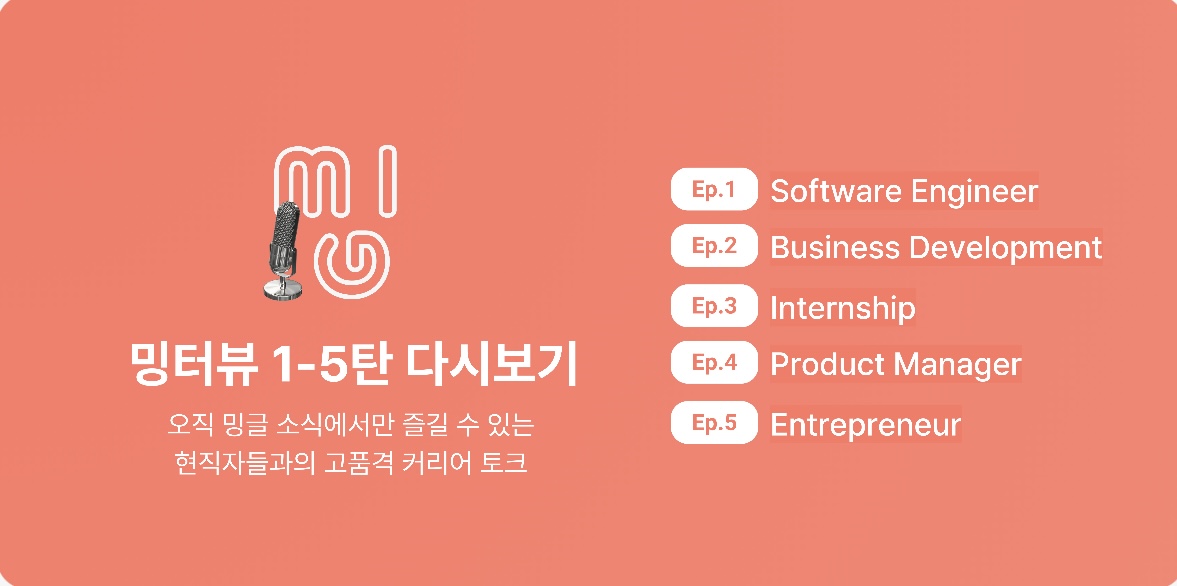 mI
G
밍터뷰 1-5탄 다시보기
오직 밍글 소식에서만 즐길 수 있는
현직자들과의 고품격 커리어 토크
Ep.1 Software Engineer
Ep.2 Business Development
Ep.3 Internship
Ep.4 Product Manager
Ep.5 Entrepreneur